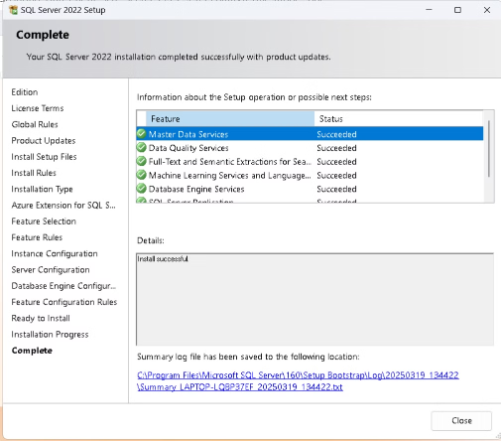 SQL Server 2022 Setup
Complete
Your SQL Server 2022 installation completed successfully with product updates.
Edition
License Terms
Global Rules
Product Updates
Install Setup Files
Install Rules
Installation Type
Azure Extension for SQL S...
Feature Selection
Feature Rules
Instance Configuration
Server Configuration
Database Engine Configur...
Feature Configuration Rules
Ready to Install
Installation Progress
Complete
Information about the Setup operation or possible next steps:
Feature Status
Master Data Services Succeeded
Data Quality Services Succeeded
Full-Text and Semantic Extractions for Sea... Succeeded
Machine Learning Services and Language... Succeeded
Database Engine Services Succeeded
SQL Server Replication Succeeded
Details:
Install successful
Summary log file has been saved to the following location:
C:\Program Files\Microsoft SQL Server\160\Setup Bootstrap\Log\20250319_134422
\Summary_LAPTOP-LQBP37EF_20250319_134422.txt
Close